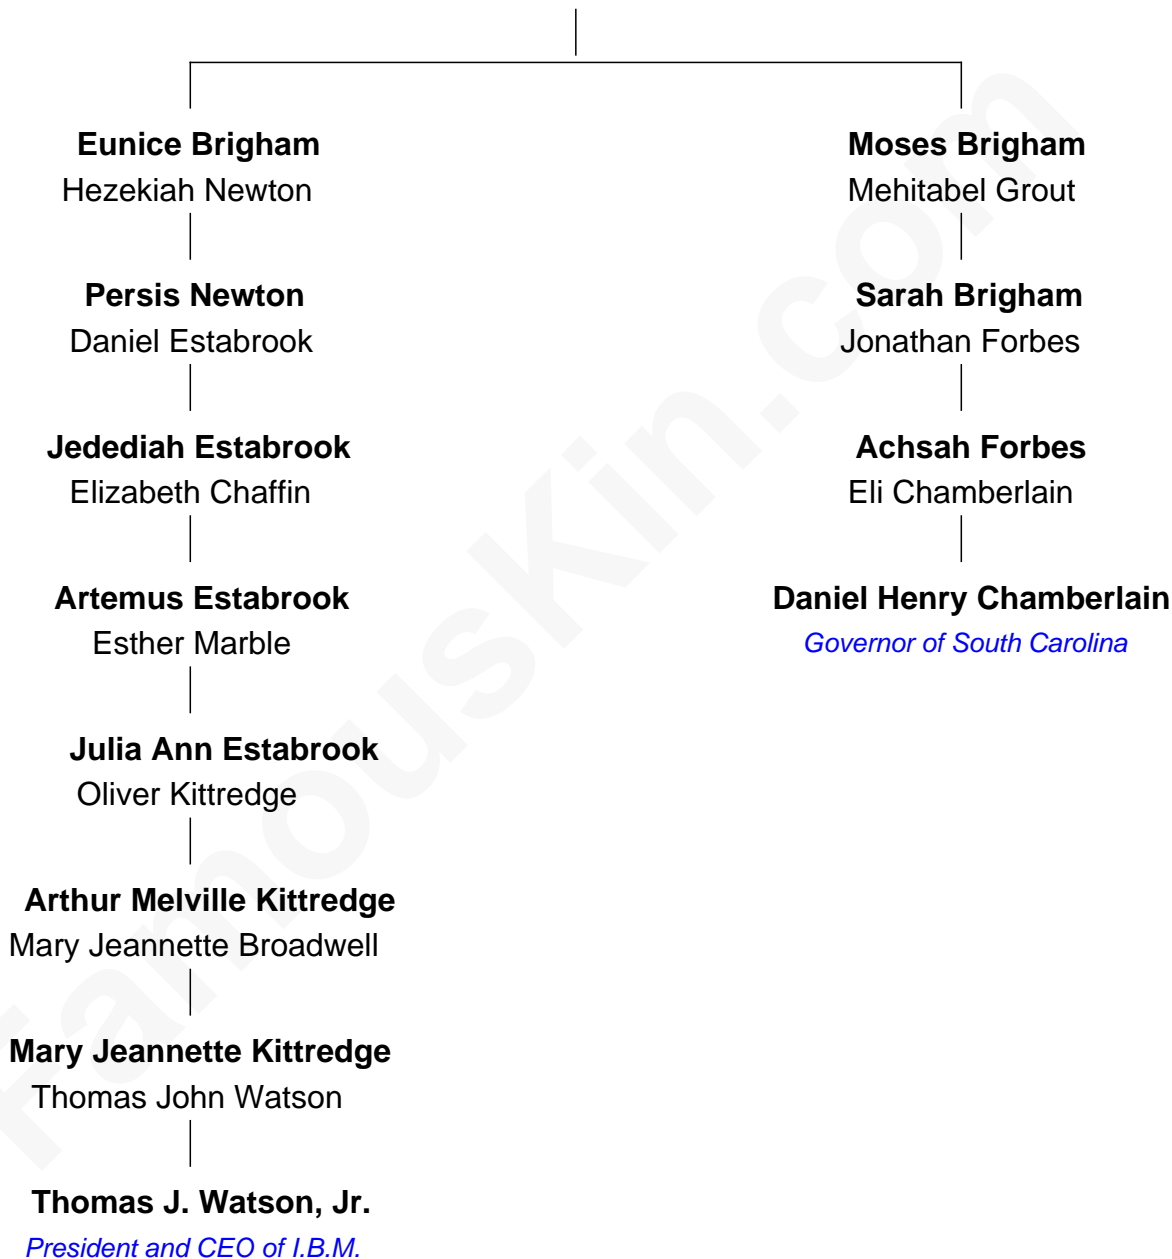 Eunice Brigham
Hezekiah Newton
Moses Brigham
Mehitabel Grout
Persis Newton
Daniel Estabrook
Sarah Brigham
Jonathan Forbes
Jedediah Estabrook
Elizabeth Chaffin
Achsah Forbes
Eli Chamberlain
Artemus Estabrook
Esther Marble
Daniel Henry Chamberlain
Governor of South Carolina
Julia Ann Estabrook
Oliver Kittredge
Arthur Melville Kittredge
Mary Jeannette Broadwell
Mary Jeannette Kittredge
Thomas John Watson
Thomas J. Watson, Jr.
President and CEO of I.B.M.
FamousKin.com